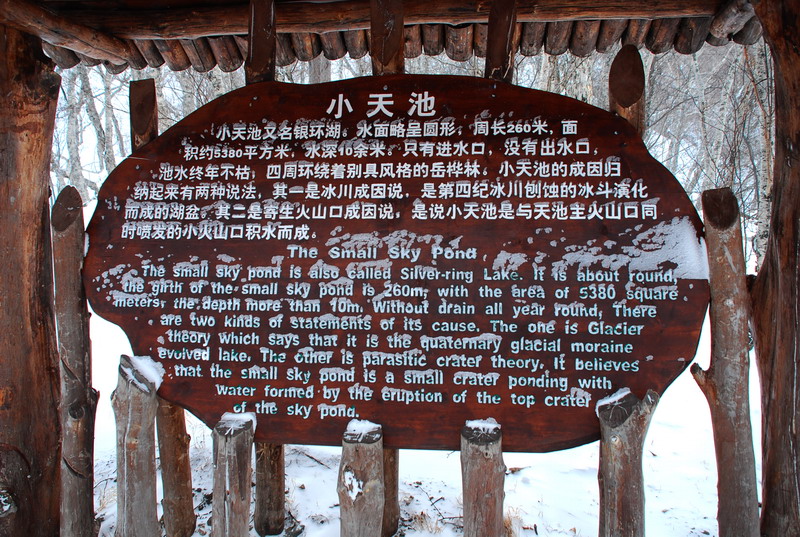 小天池
小天池又名银环湖。水面略呈圆形。周长260米，面
积约5380平方米，水深10余米。只有进水口，没有出水口，
池水终年不枯；四周环绕着别具风格的岳桦林。小天池的成因归
纳起来有两种说法，其一是冰川成因说，是第四纪冰川刨蚀的冰斗演化
而成的湖盆。其二是寄生火山口成因说，是说小天池是与天池主火山口同
时喷发的小火山口积水而成。
The Small Sky Pond
The small sky pond is also called Silver-ring Lake. It is about round,
the girth of the small sky pond is 260m, with the area of 5380 square
meters, the depth more than 10m. Without drain all year round, There
are two kinds of statements of its cause. The one is Glacier
theory which says that it is the quaternary glacial moraine
evolved lake. The other is parasitic crater theory. It believes
that the small sky pond is a small crater ponding with
water formed by the eruption of the top crater
of the sky pond.